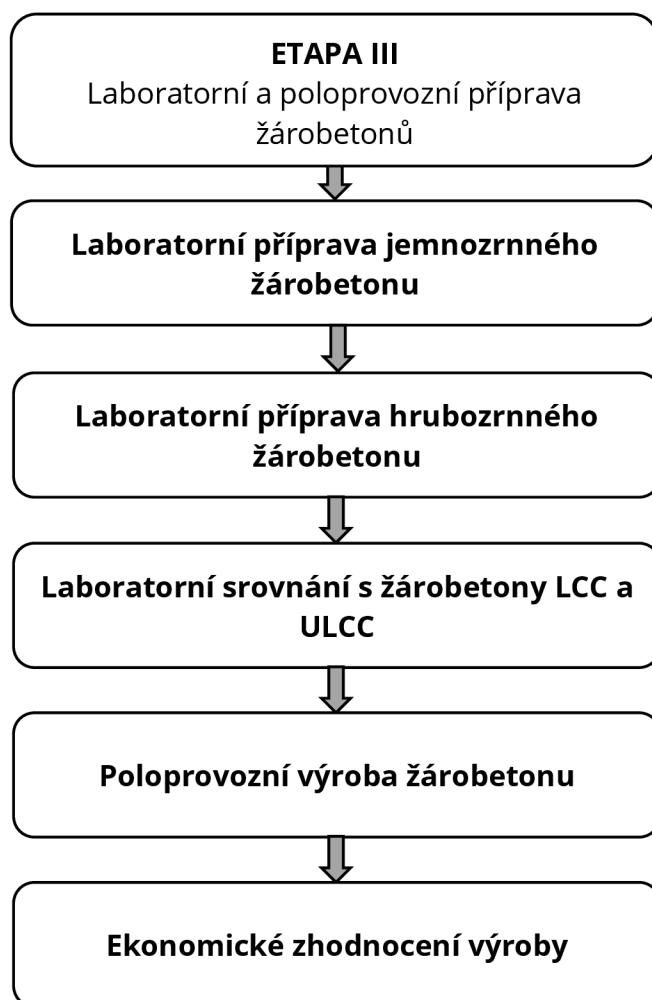 ETAPA III
Laboratorní a poloprovozní příprava
žárobetonů
Laboratorní příprava jemnozrnného
žárobetonu
Laboratorní příprava hrubozrnného
žárobetonu
Laboratorní srovnání s žárobetony LCC a
ULCC
Poloprovozní výroba žárobetonu
Ekonomické zhodnocení výroby